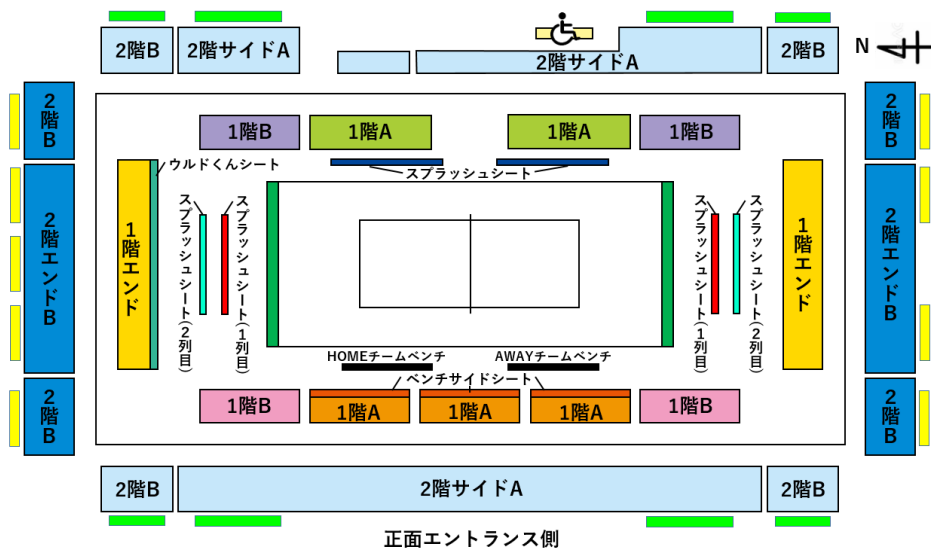 2階B
2階サイドA
2階サイドA
2階B
N
2階B
2階B
1階B
1階A
1階A
1階B
ウルドくんシート
スプラッシュシート
2階エンドB
1階エンド
スプラッシュシート(2列目)
スプラッシュシート(1列目)
スプラッシュシート(1列目)
スプラッシュシート(2列目)
1階エンド
2階エンドB
HOMEチームベンチ
AWAYチームベンチ
ベンチサイドシート
2階B
1階B
1階A
1階A
1階A
1階B
2階B
2階B
2階サイドA
2階B
正面エントランス側